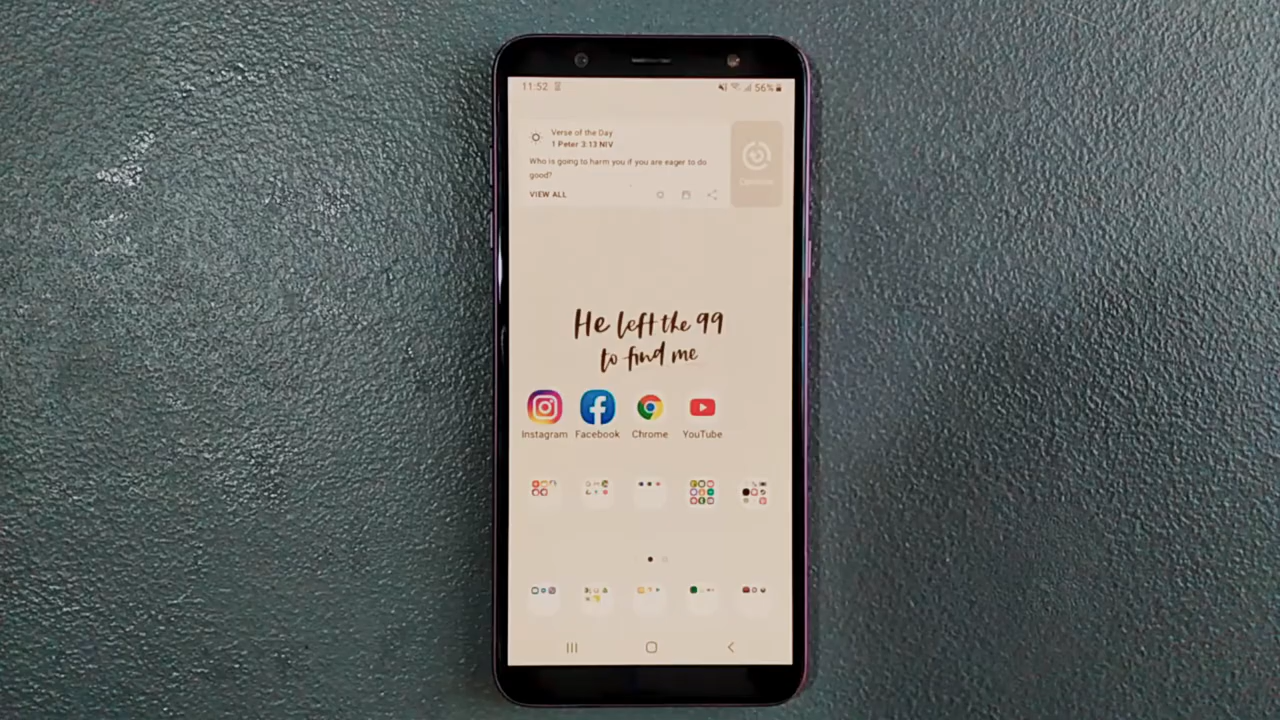 11:52
56%
Verse of the Day
1 Peter 3:13 NIV
Who is going to harm you if you are eager to do
good?
VIEW ALL
He left the 99
to find me
Instagram Facebook Chrome YouTube